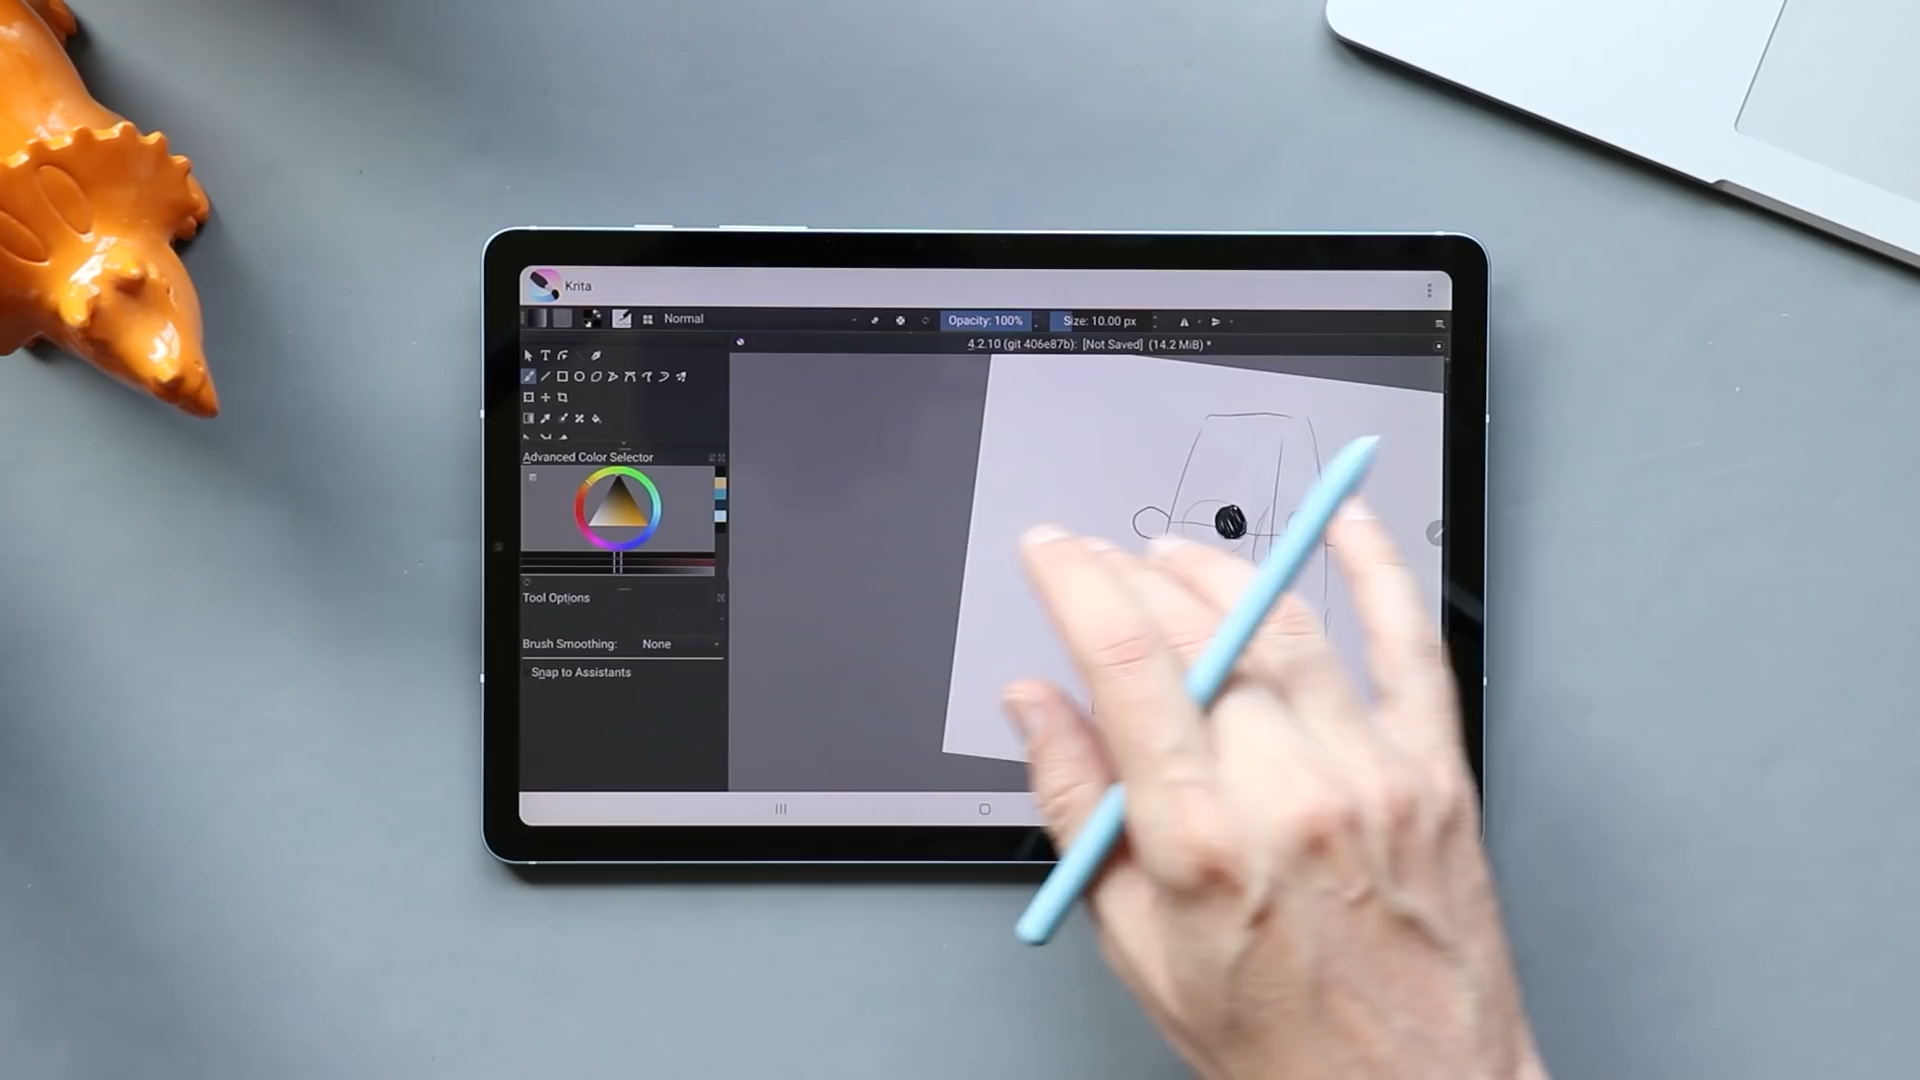 Krita
Normal
Opacity: 100%
Size: 10.00 px
4.2.10 (git 406e87b): [Not Saved] (14.2 MiB) *
Advanced Color Selector
Tool Options
Brush Smoothing: None
Snap to Assistants